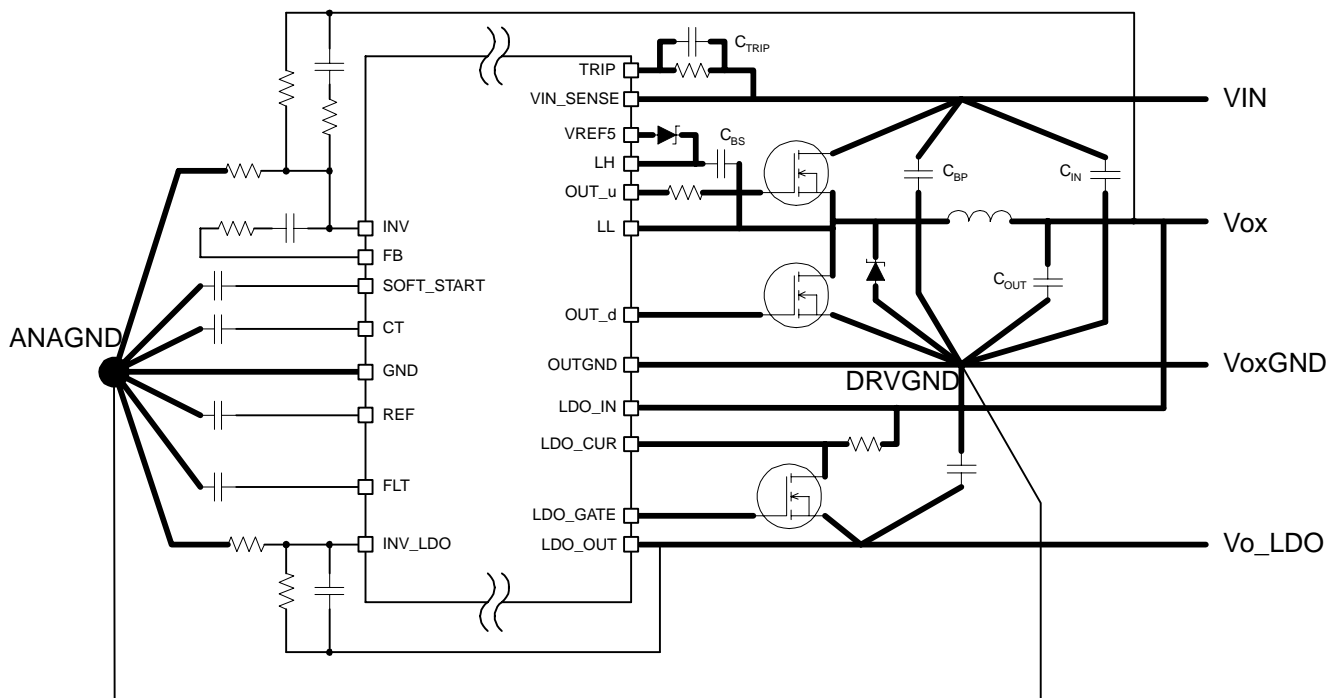 C_TRIP
TRIP
VIN_SENSE
VIN
VREF5
C_BS
LH
C_BP
C_IN
OUT_u
INV
LL
Vox
FB
SOFT_START
C_OUT
OUT_d
CT
ANAGND
GND
OUTGND
VoxGND
DRVGND
REF
LDO_IN
LDO_CUR
FLT
LDO_GATE
INV_LDO
LDO_OUT
Vo_LDO